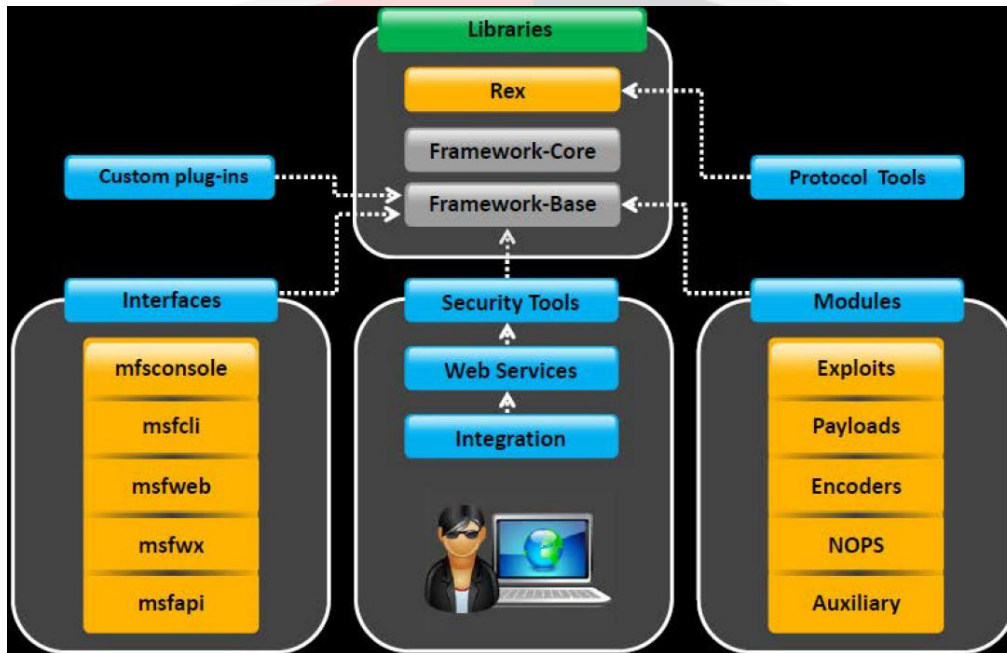 Libraries
Rex
Framework-Core
Framework-Base
Custom plug-ins
Protocol Tools
Interfaces
mfsconsole
msfcli
msfweb
msfwx
msfapi
Security Tools
Web Services
Integration
Modules
Exploits
Payloads
Encoders
NOPS
Auxiliary